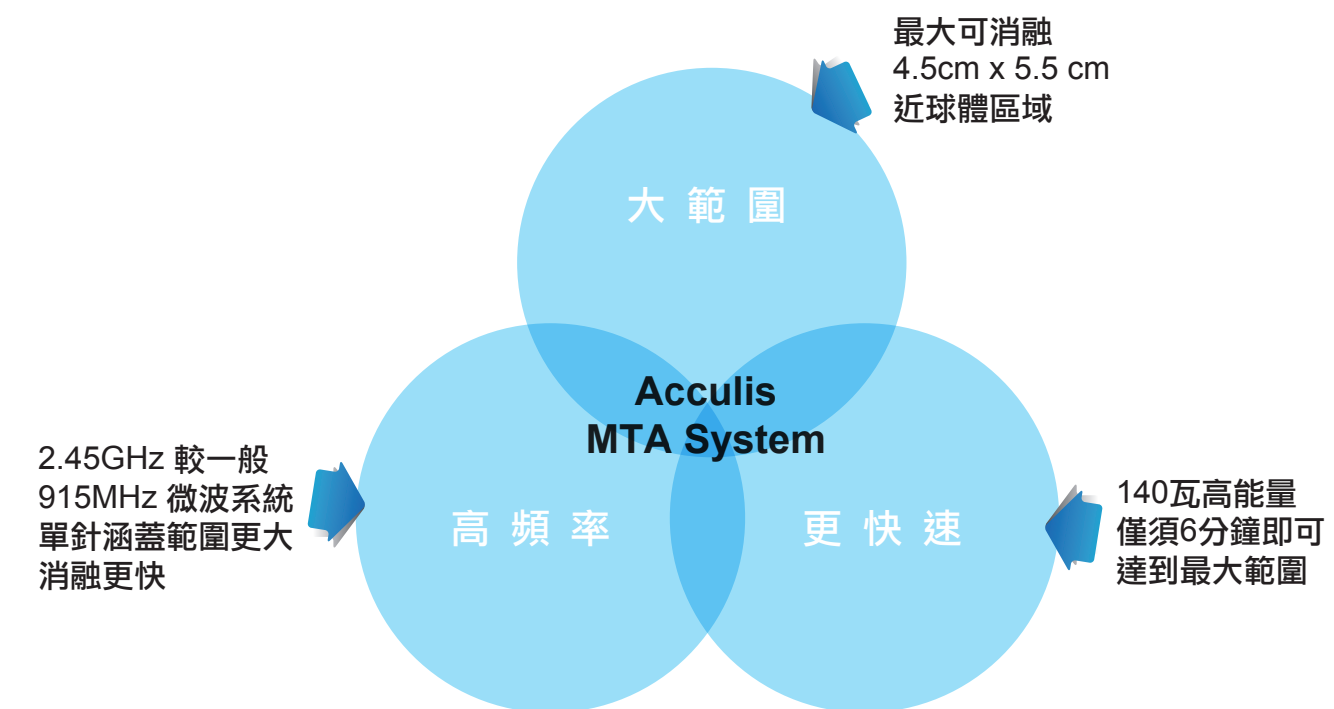 最大可消融
4.5cm x 5.5 cm
近球體區域
大範圍
Acculis
MTA System
2.45GHz 較一般
915MHz 微波系統
單針涵蓋範圍更大
消融更快
高頻率
更快速
140瓦高能量
僅須6分鐘即可
達到最大範圍